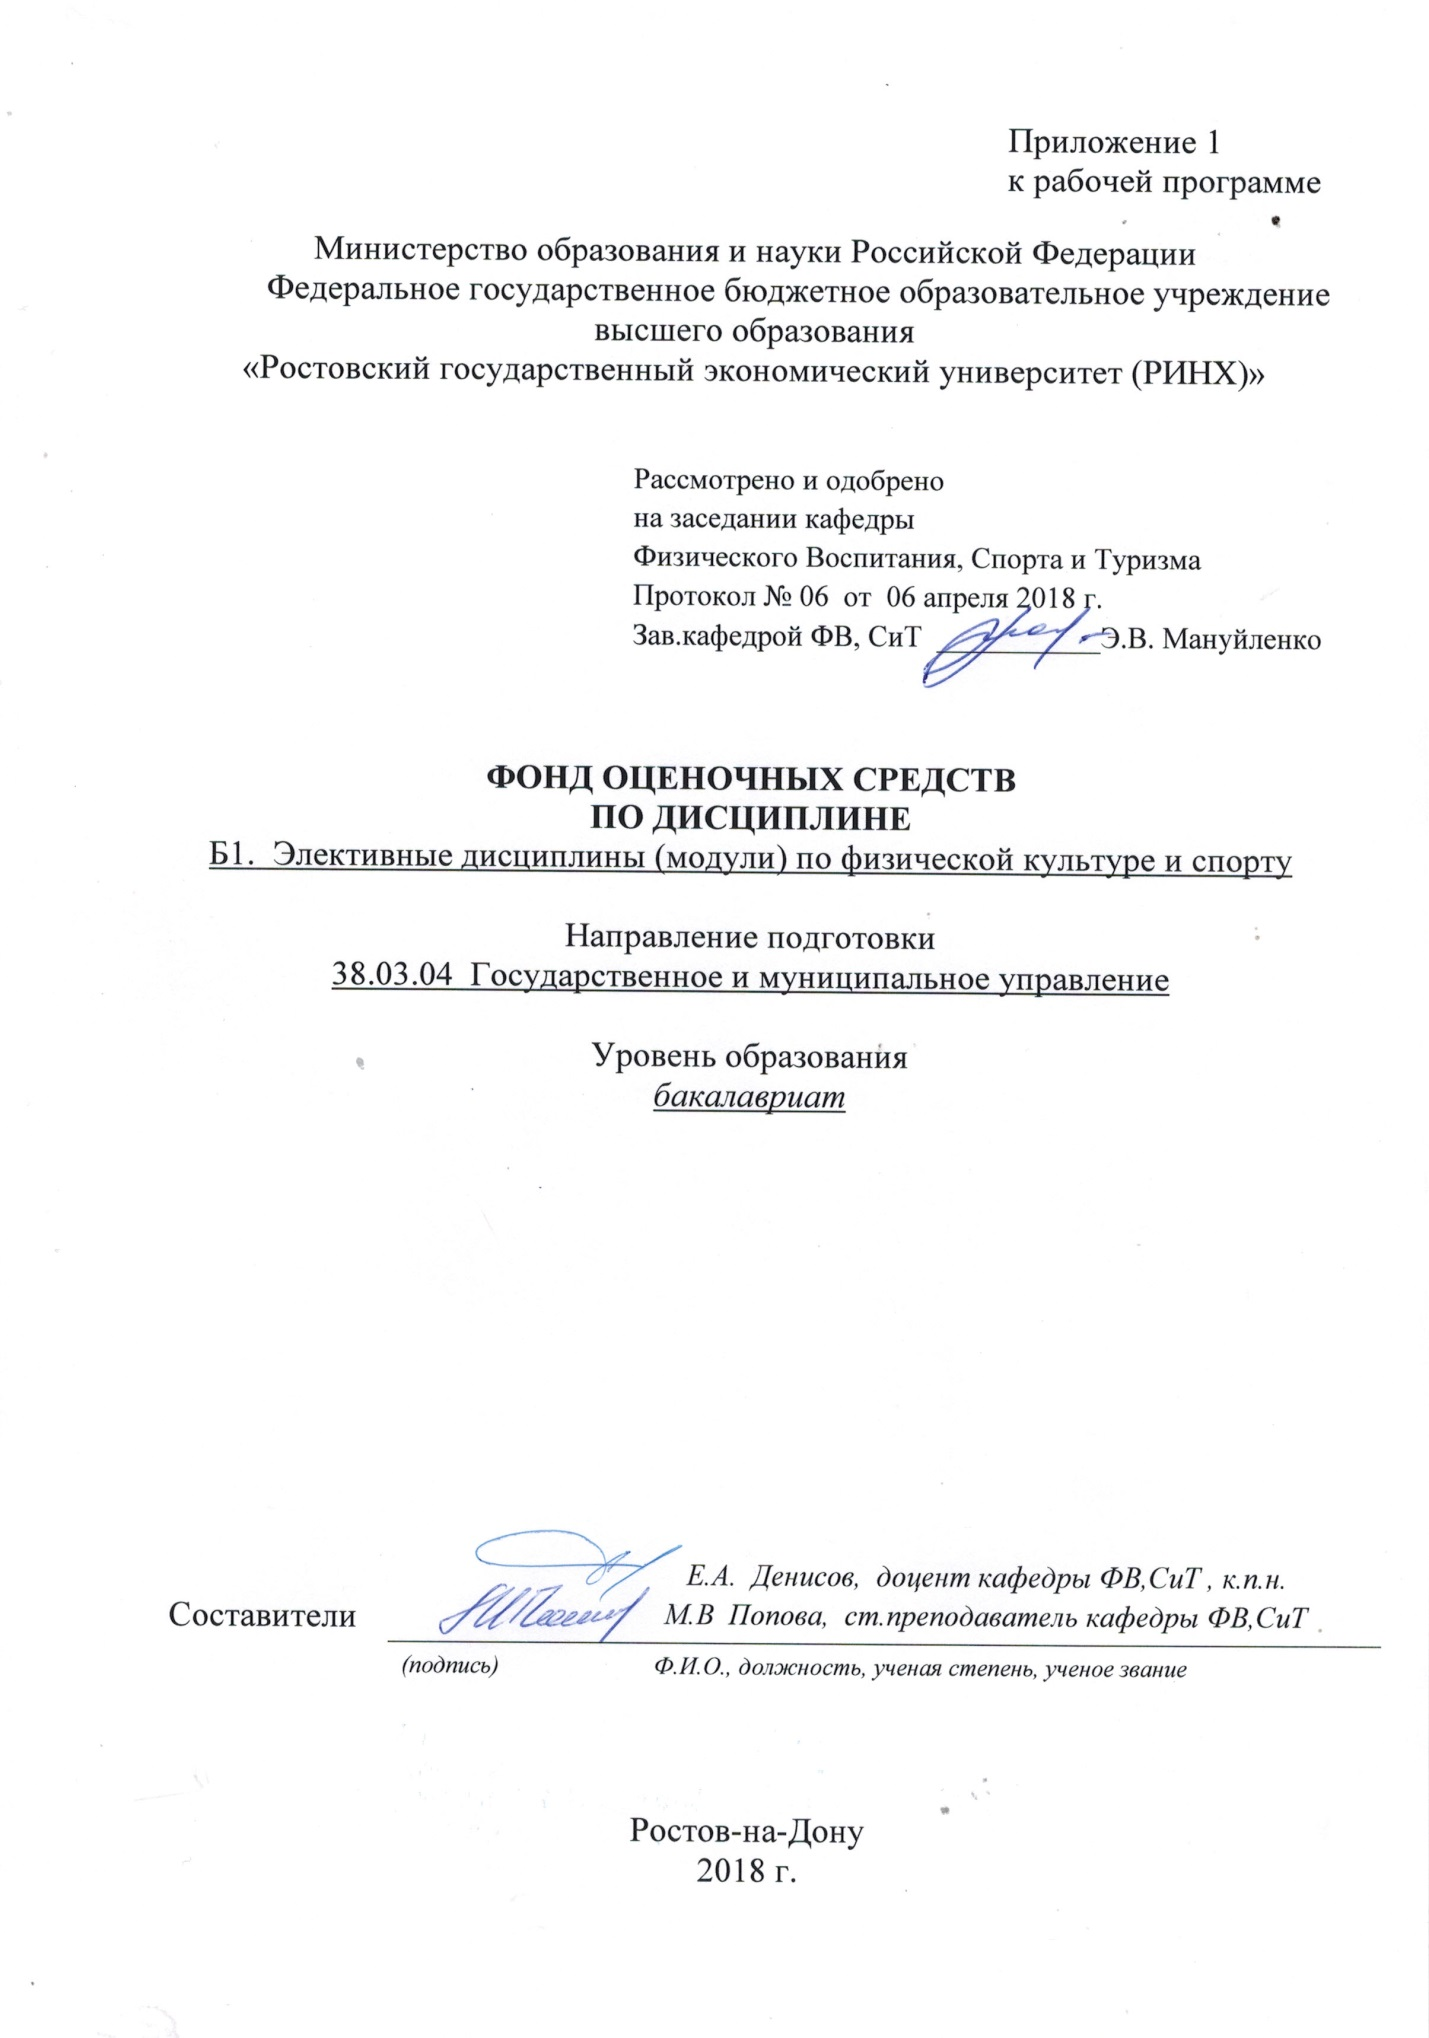 Приложение 1
к рабочей программе
Министерство образования и науки Российской Федерации
Федеральное государственное бюджетное образовательное учреждение
высшего образования
«Ростовский государственный экономический университет (РИНХ)»
Рассмотрено и одобрено
на заседании кафедры
Физического Воспитания, Спорта и Туризма
Протокол № 06 от 06 апреля 2018 г.
Зав.кафедрой ФВ, СиТ ____________Э.В. Мануйленко
ФОНД ОЦЕНОЧНЫХ СРЕДСТВ
ПО ДИСЦИПЛИНЕ
Б1. Элективные дисциплины (модули) по физической культуре и спорту
Направление подготовки
38.03.04 Государственное и муниципальное управление
Уровень образования
бакалавриат
Е.А. Денисов, доцент кафедры ФВ,СиТ , к.п.н.
Составители М.В Попова, ст.преподаватель кафедры ФВ,СиТ
(подпись) Ф.И.О., должность, ученая степень, ученое звание
Ростов-на-Дону
2018 г.